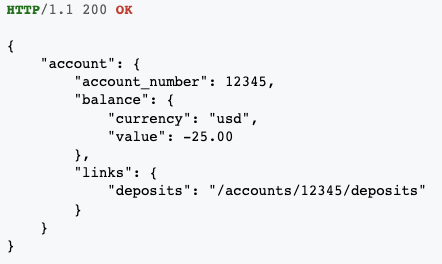 HTTP/1.1 200 OK
{
    "account": {
        "account_number": 12345,
        "balance": {
            "currency": "usd",
            "value": -25.00
        },
        "links": {
            "deposits": "/accounts/12345/deposits"
        }
    }
}